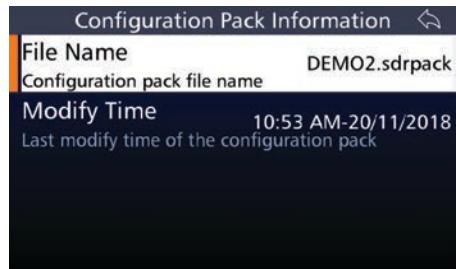 Configuration Pack Information
File Name
DEMO2.sdrpack
Configuration pack file name
Modify Time
10:53 AM-20/11/2018
Last modify time of the configuration pack